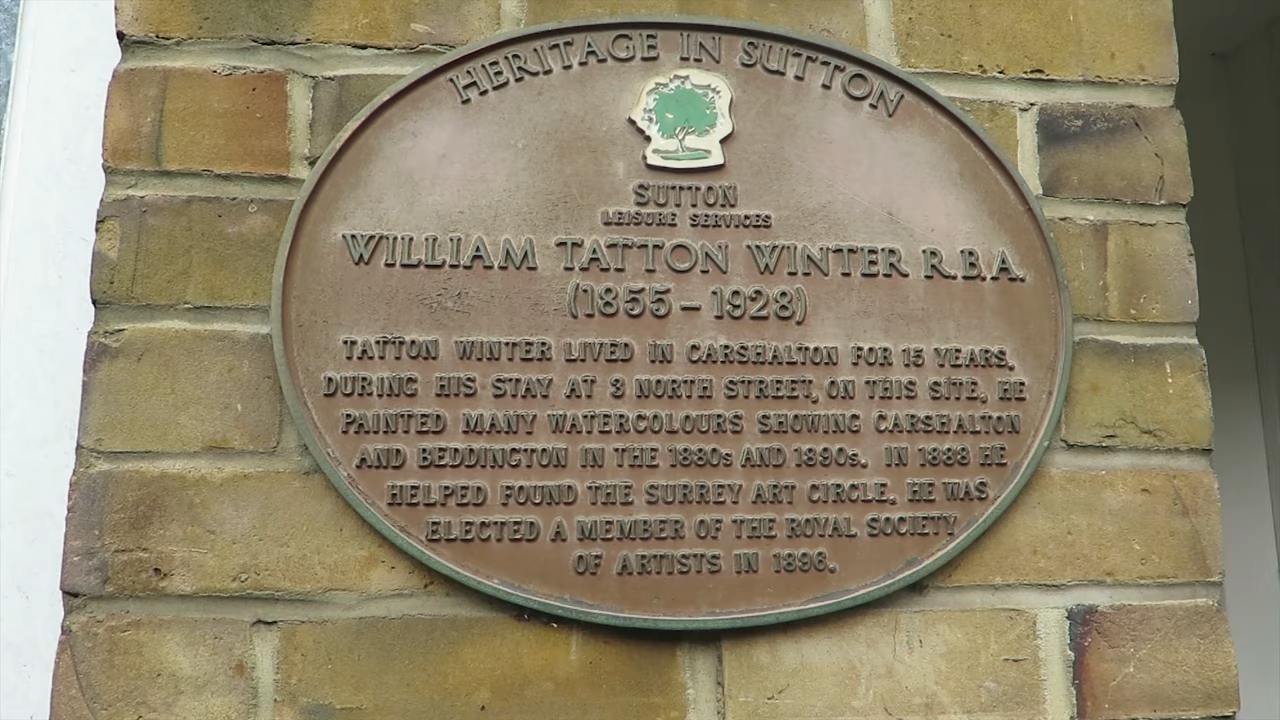 HERITAGE IN SUTTON
SUTTON
LEISURE SERVICES
WILLIAM TATTON WINTER R.B.A.
(1855 – 1928)
TATTON WINTER LIVED IN CARSHALTON FOR 15 YEARS.
DURING HIS STAY AT 3 NORTH STREET, ON THIS SITE, HE
PAINTED MANY WATERCOLOURS SHOWING CARSHALTON
AND BEDDINGTON IN THE 1880s AND 1890s. IN 1888 HE
HELPED FOUND THE SURREY ART CIRCLE. HE WAS
ELECTED A MEMBER OF THE ROYAL SOCIETY
OF ARTISTS IN 1896.